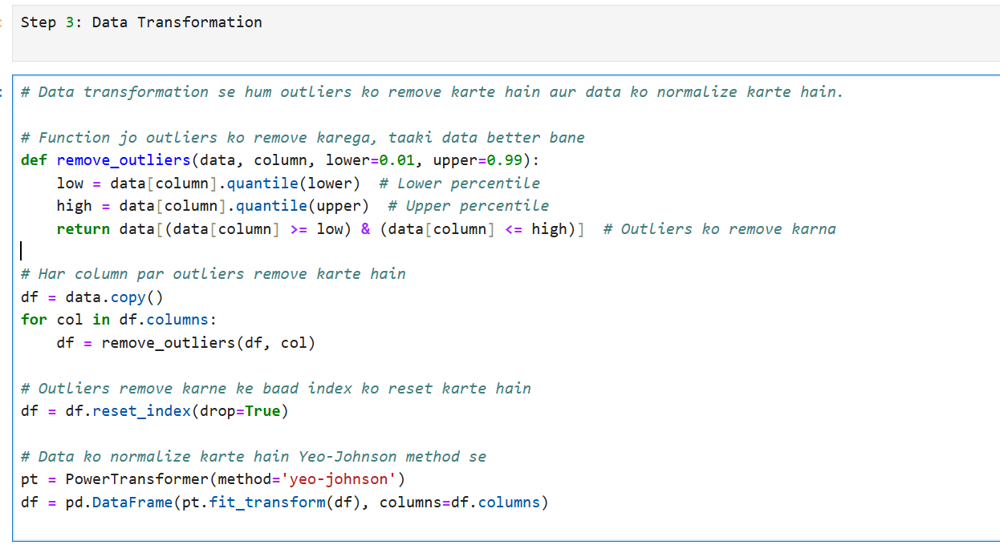 Step 3: Data Transformation
# Data transformation se hum outliers ko remove karte hain aur data ko normalize karte hain.
# Function jo outliers ko remove karega, taaki data better bane
def remove_outliers(data, column, lower=0.01, upper=0.99):
    low = data[column].quantile(lower)  # Lower percentile
    high = data[column].quantile(upper)  # Upper percentile
    return data[(data[column] >= low) & (data[column] <= high)]  # Outliers ko remove karna
# Har column par outliers remove karte hain
df = data.copy()
for col in df.columns:
    df = remove_outliers(df, col)
# Outliers remove karne ke baad index ko reset karte hain
df = df.reset_index(drop=True)
# Data ko normalize karte hain Yeo-Johnson method se
pt = PowerTransformer(method='yeo-johnson')
df = pd.DataFrame(pt.fit_transform(df), columns=df.columns)